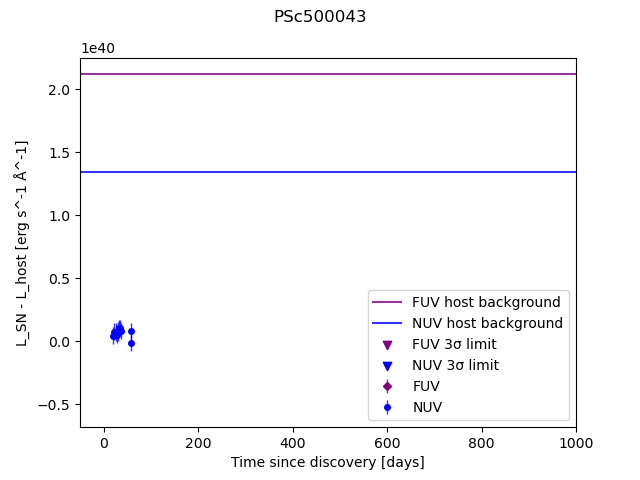 PSc500043
1e40
2.0
1.5
1.0
0.5
0.0
−0.5
L_SN - L_host [erg s^-1 Å^-1]
FUV host background
NUV host background
FUV 3σ limit
NUV 3σ limit
FUV
NUV
0 200 400 600 800 1000
Time since discovery [days]